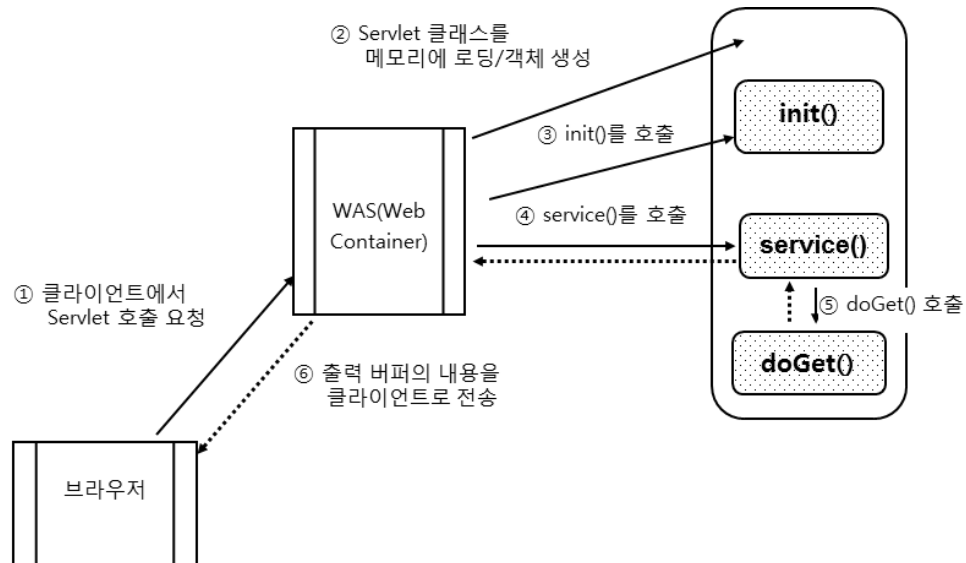 ② Servlet 클래스를
메모리에 로딩/객체 생성
init()
③ init()를 호출
WAS(Web
Container)
④ service()를 호출
service()
① 클라이언트에서
Servlet 호출 요청
⑤ doGet() 호출
doGet()
⑥ 출력 버퍼의 내용을
클라이언트로 전송
브라우저